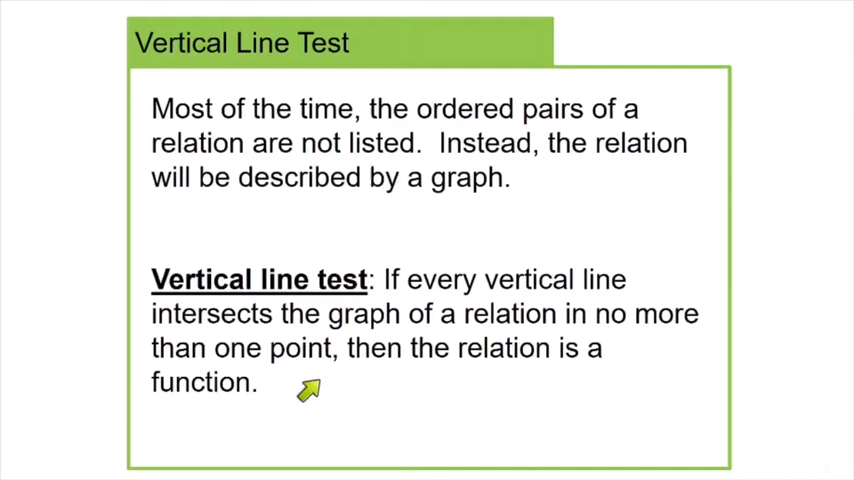 Vertical Line Test
Most of the time, the ordered pairs of a
relation are not listed.  Instead, the relation
will be described by a graph.
Vertical line test: If every vertical line
intersects the graph of a relation in no more
than one point, then the relation is a
function.